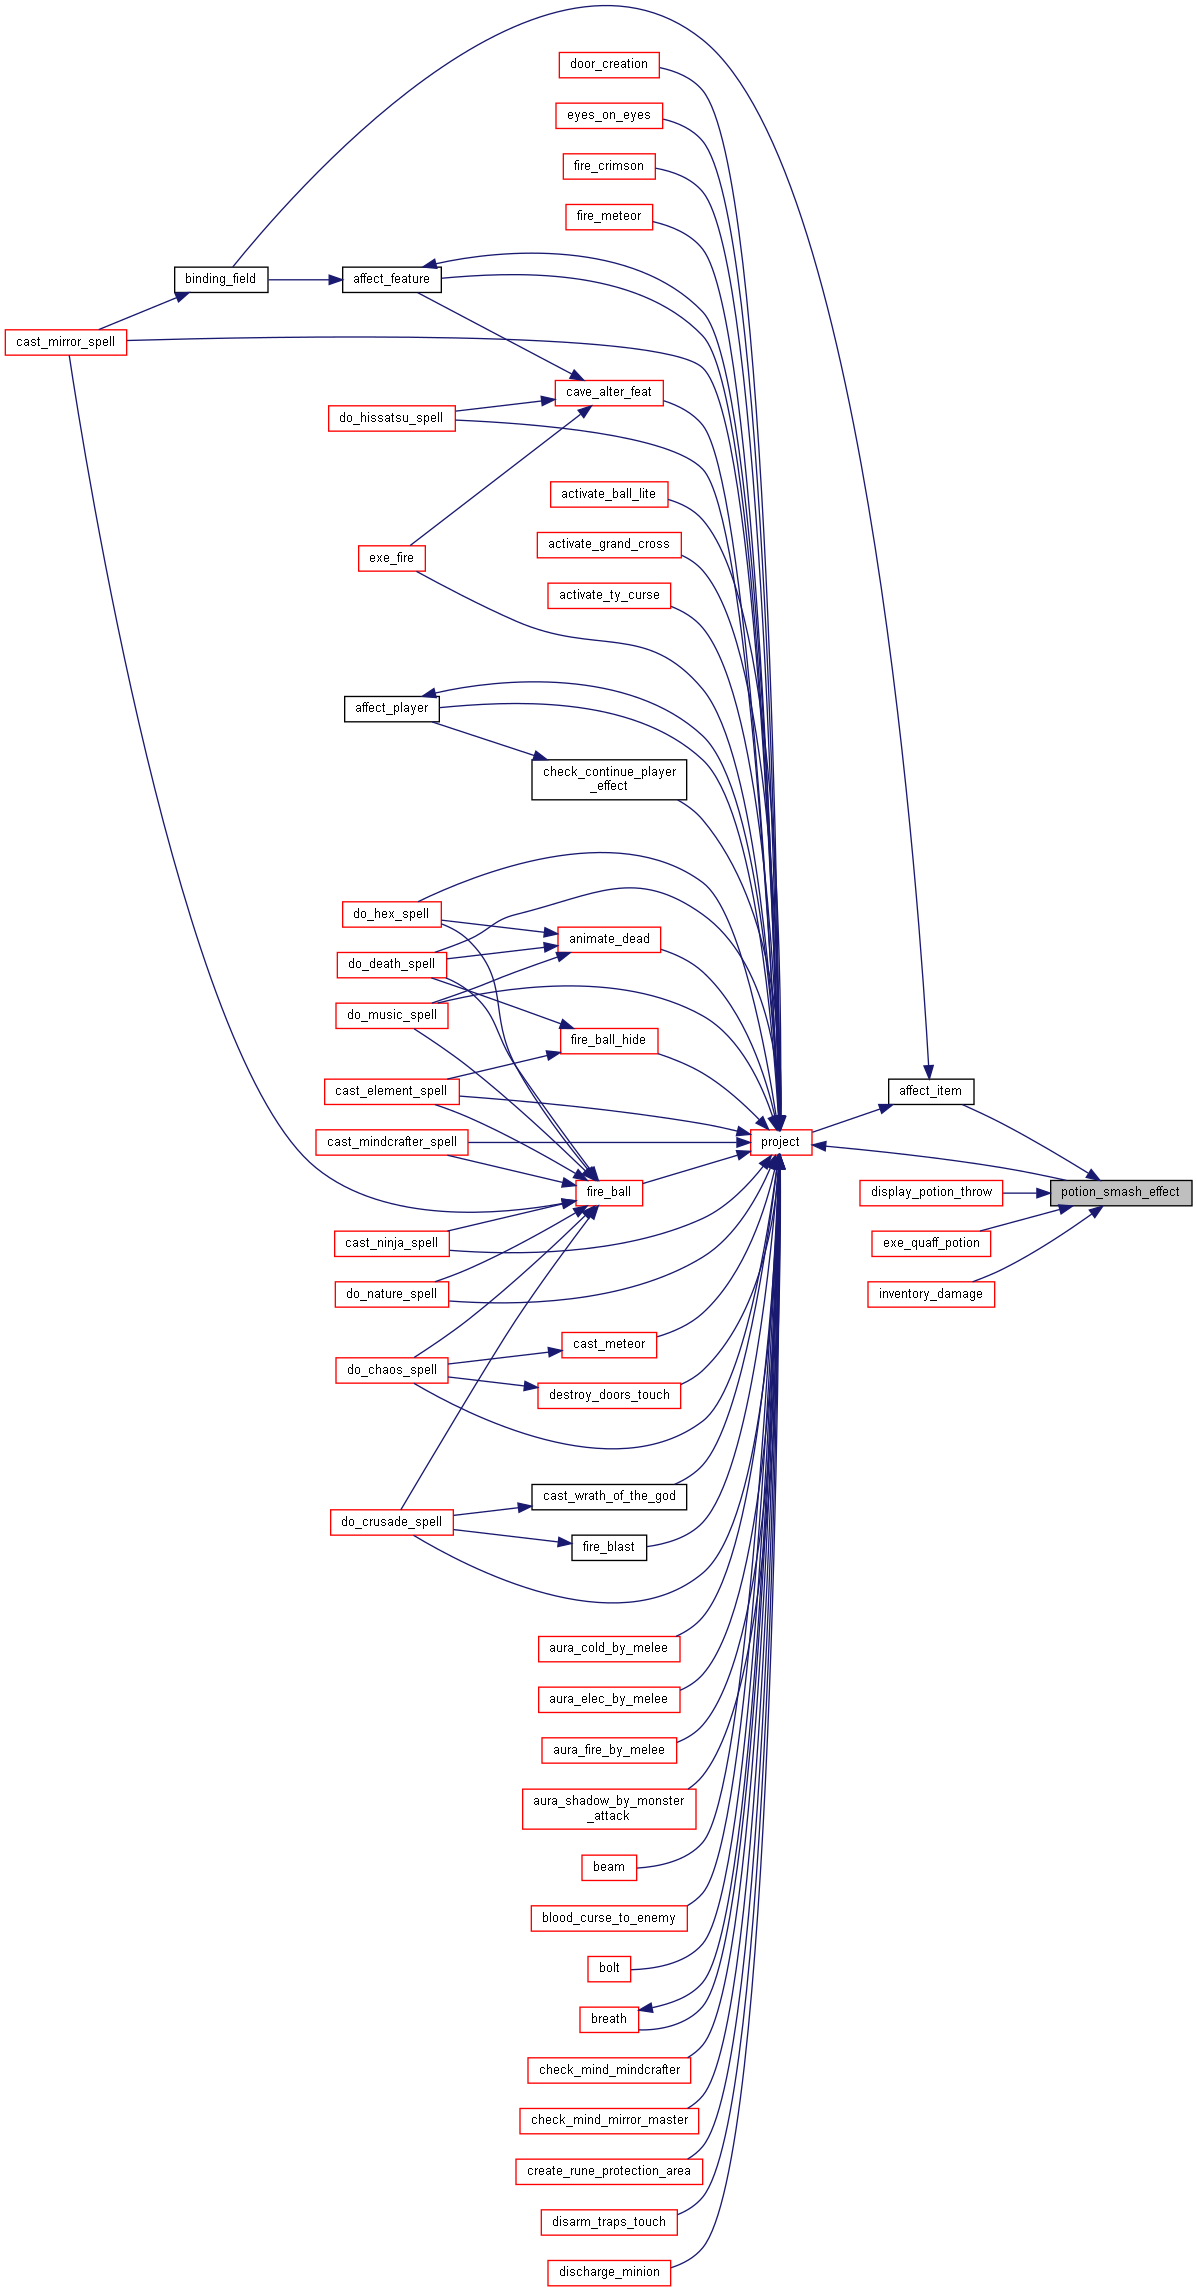 door_creation
eyes_on_eyes
fire_crimson
fire_meteor
binding_field
affect_feature
cast_mirror_spell
cave_alter_feat
do_hissatsu_spell
activate_ball_lite
activate_grand_cross
exe_fire
activate_ty_curse
affect_player
check_continue_player
_effect
do_hex_spell
animate_dead
do_death_spell
do_music_spell
fire_ball_hide
cast_element_spell
affect_item
cast_mindcrafter_spell
project
fire_ball
display_potion_throw
potion_smash_effect
cast_ninja_spell
exe_quaff_potion
do_nature_spell
inventory_damage
cast_meteor
do_chaos_spell
destroy_doors_touch
cast_wrath_of_the_god
do_crusade_spell
fire_blast
aura_cold_by_melee
aura_elec_by_melee
aura_fire_by_melee
aura_shadow_by_monster
_attack
beam
blood_curse_to_enemy
bolt
breath
check_mind_mindcrafter
check_mind_mirror_master
create_rune_protection_area
disarm_traps_touch
discharge_minion